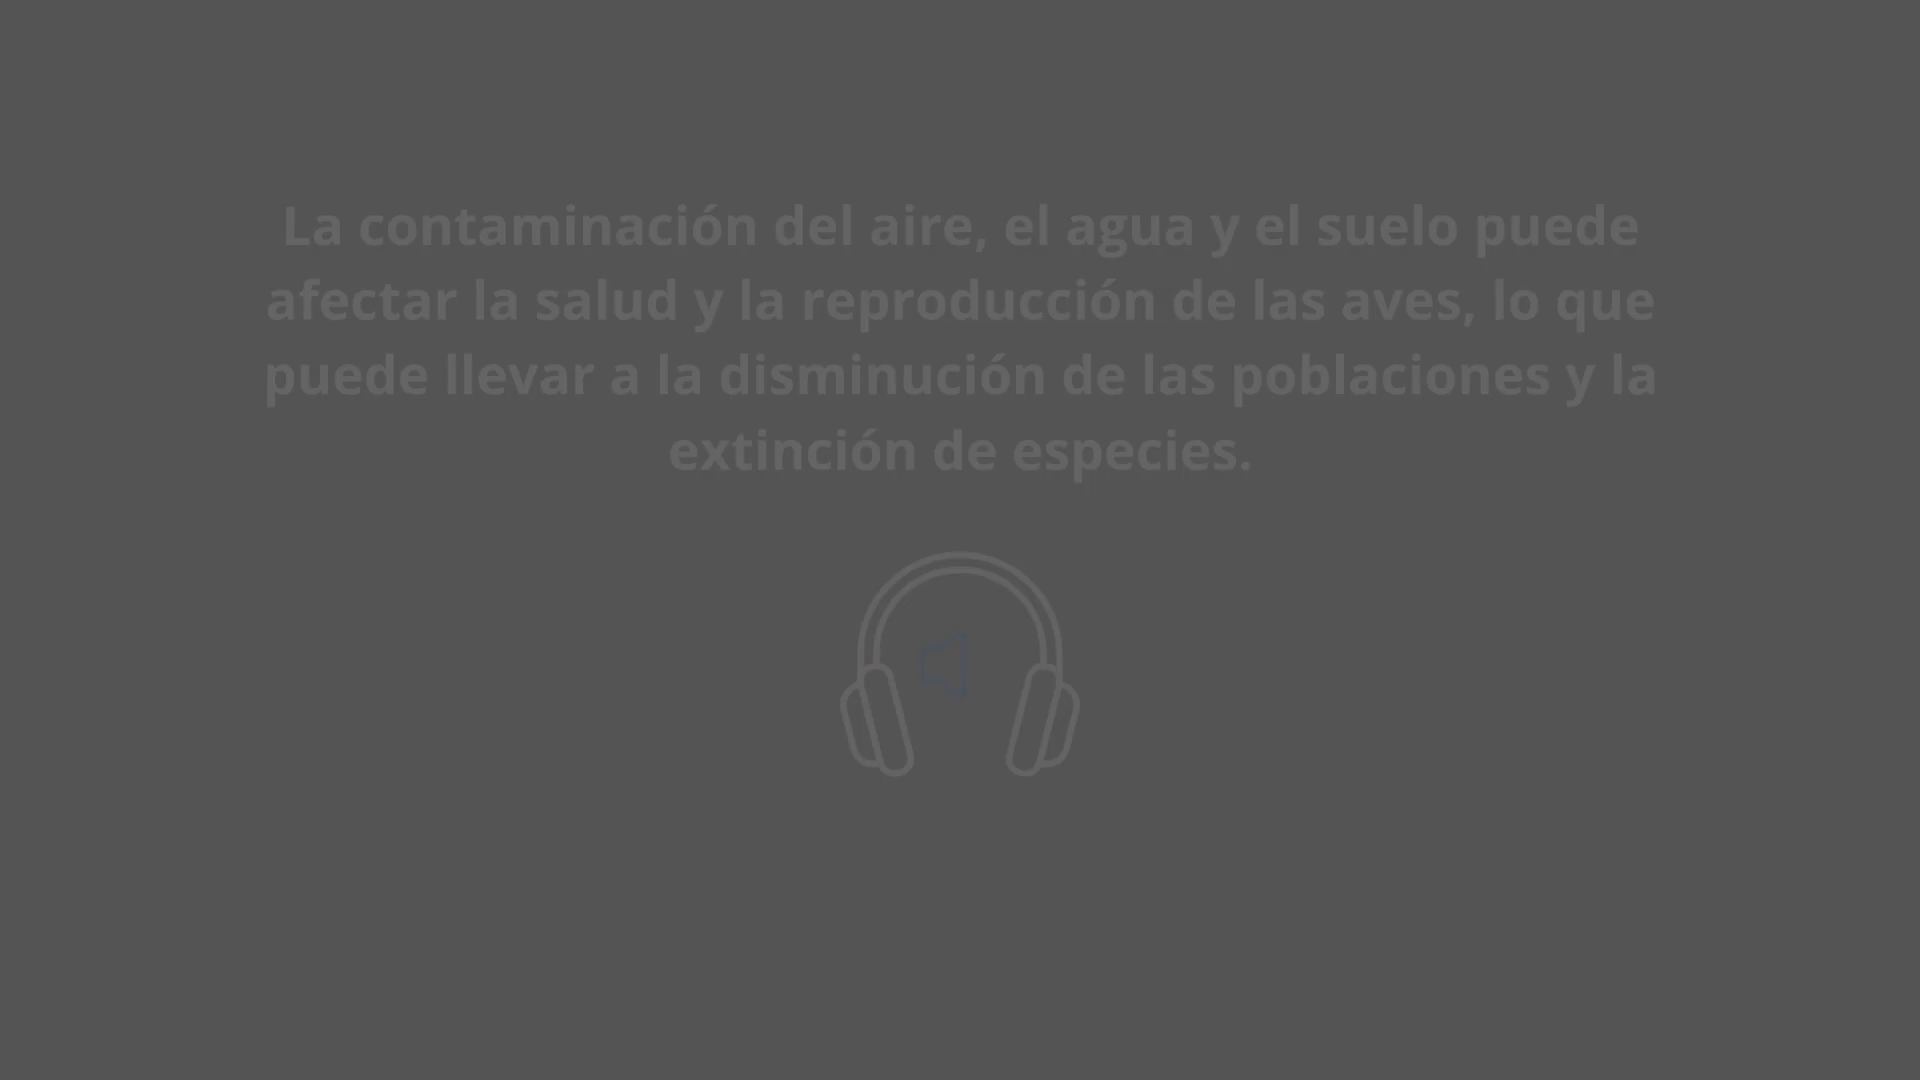 La contaminación del aire, el agua y el suelo puede
afectar la salud y la reproducción de las aves, lo que
puede llevar a la disminución de las poblaciones y la
extinción de especies.